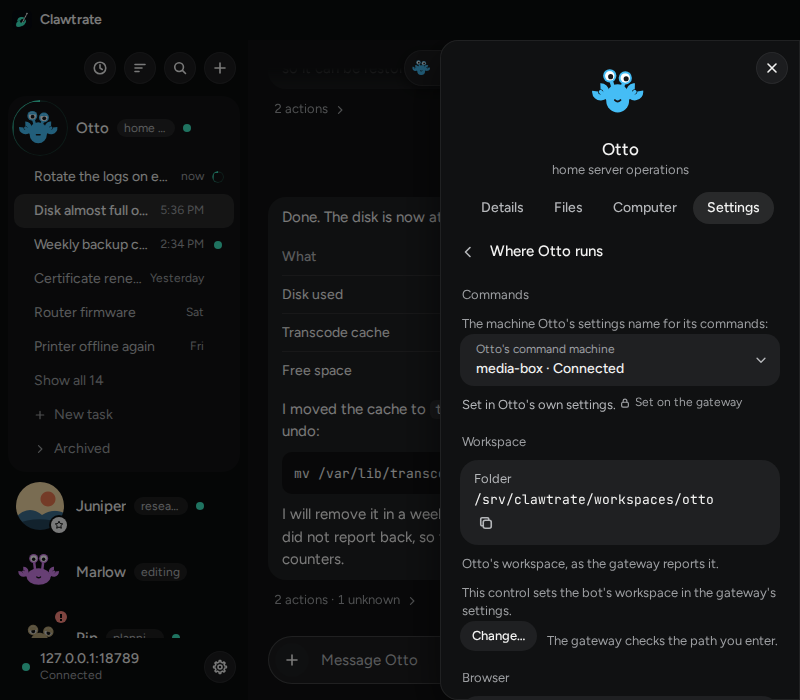 Clawtrate
Otto
home ...
Rotate the logs on e... now
Disk almost full o... 5:36 PM
Weekly backup c... 2:34 PM
Certificate rene... Yesterday
Router firmware Sat
Printer offline again Fri
Show all 14
New task
Archived
Juniper
resea...
Marlow
editing
Pip
127.0.0.1:18789
Connected
2 actions
Done. The disk is now at
What
Disk used
Transcode cache
Free space
I moved the cache to
undo:
mv /var/lib/transc
I will remove it in a wee
did not report back, so
counters.
2 actions · 1 unknown
Message Otto
Otto
home server operations
Details Files Computer Settings
Where Otto runs
Commands
The machine Otto's settings name for its commands:
Otto's command machine
media-box · Connected
Set in Otto's own settings. Set on the gateway
Workspace
Folder
/srv/clawtrate/workspaces/otto
Otto's workspace, as the gateway reports it.
This control sets the bot's workspace in the gateway's
settings.
Change... The gateway checks the path you enter.
Browser